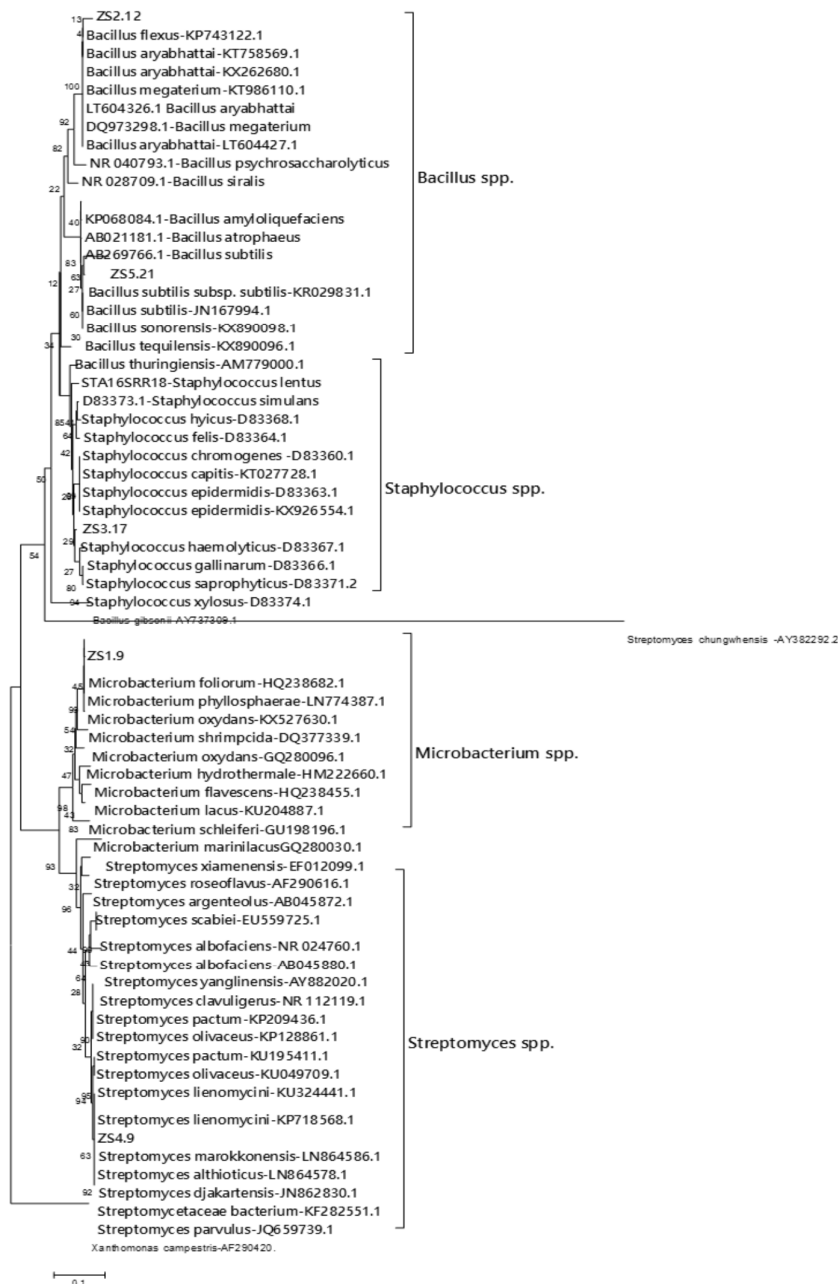 13
ZS2.12
4
Bacillus flexus-KP743122.1
Bacillus aryabhattai-KT758569.1
Bacillus aryabhattai-KX262680.1
100
Bacillus megaterium-KT986110.1
LT604326.1 Bacillus aryabhattai
92
DQ973298.1-Bacillus megaterium
Bacillus aryabhattai-LT604427.1
82
NR 040793.1-Bacillus psychrosaccharolyticus
Bacillus spp.
NR 028709.1-Bacillus siralis
22
40
KP068084.1-Bacillus amyloliquefaciens
AB021181.1-Bacillus atrophaeus
AB269766.1-Bacillus subtilis
83
ZS5.21
63
12
27
Bacillus subtilis subsp. subtilis-KR029831.1
Bacillus subtilis-JN167994.1
60
Bacillus sonorensis-KX890098.1
30
34
Bacillus tequilensis-KX890096.1
Bacillus thuringiensis-AM779000.1
STA16SRR18-Staphylococcus lentus
D83373.1-Staphylococcus simulans
Staphylococcus hyicus-D83368.1
64
Staphylococcus felis-D83364.1
42
Staphylococcus chromogenes -D83360.1
Staphylococcus capitis-KT027728.1
50
Staphylococcus spp.
Staphylococcus epidermidis-D83363.1
Staphylococcus epidermidis-KX926554.1
ZS3.17
29
Staphylococcus haemolyticus-D83367.1
54
Staphylococcus gallinarum-D83366.1
27
Staphylococcus saprophyticus-D83371.2
80
94
Staphylococcus xylosus-D83374.1
Bacillus gibsonii AY737309.1
Streptomyces chungwhensis -AY382292.2
ZS1.9
Microbacterium foliorum-HQ238682.1
Microbacterium phyllosphaerae-LN774387.1
Microbacterium oxydans-KX527630.1
54
Microbacterium shrimpcida-DQ377339.1
32
Microbacterium oxydans-GQ280096.1
Microbacterium spp.
47
Microbacterium hydrothermale-HM222660.1
Microbacterium flavescens-HQ238455.1
98
43
Microbacterium lacus-KU204887.1
83
Microbacterium schleiferi-GU198196.1
Microbacterium marinilacusGQ280030.1
93
Streptomyces xiamenensis-EF012099.1
32
Streptomyces roseoflavus-AF290616.1
Streptomyces argenteolus-AB045872.1
96
Streptomyces scabiei-EU559725.1
44
Streptomyces albofaciens-NR 024760.1
Streptomyces albofaciens-AB045880.1
64
Streptomyces yanglinensis-AY882020.1
28
Streptomyces clavuligerus-NR 112119.1
Streptomyces pactum-KP209436.1
Streptomyces olivaceus-KP128861.1
Streptomyces spp.
32
Streptomyces pactum-KU195411.1
Streptomyces olivaceus-KU049709.1
Streptomyces lienomycini-KU324441.1
94
Streptomyces lienomycini-KP718568.1
ZS4.9
63
Streptomyces marokkonensis-LN864586.1
Streptomyces althioticus-LN864578.1
92
Streptomyces djakartensis-JN862830.1
Streptomycetaceae bacterium-KF282551.1
Streptomyces parvulus-JQ659739.1
Xanthomonas campestris-AF290420.
0.1